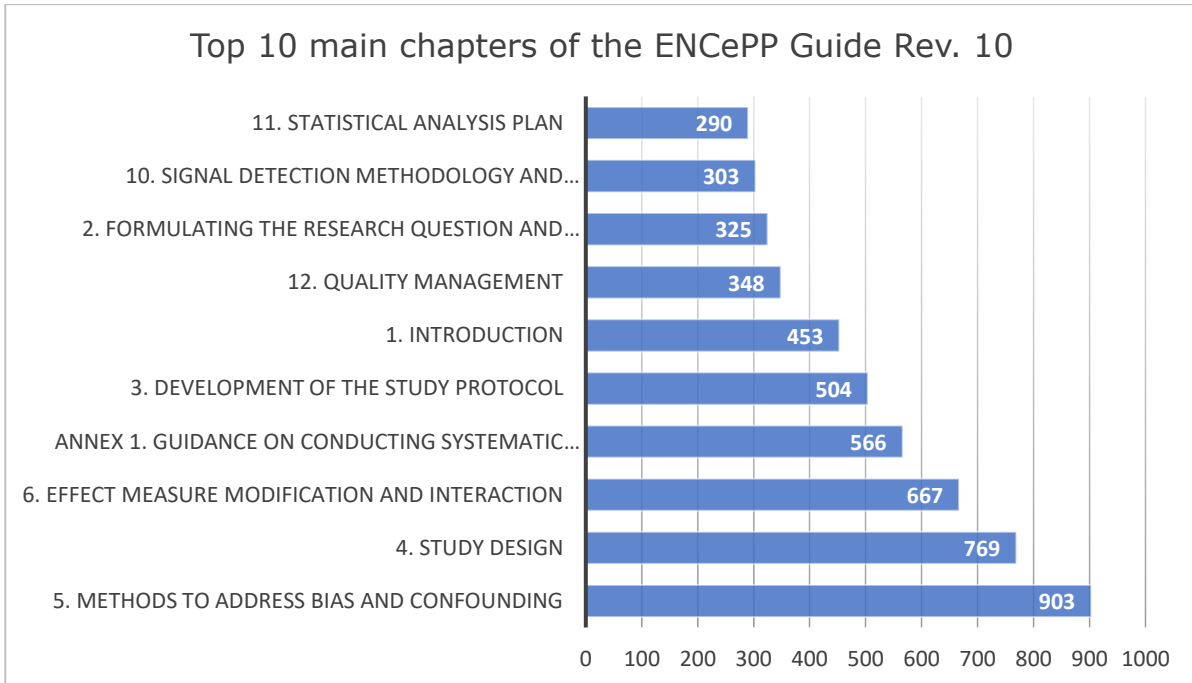 Top 10 main chapters of the ENCePP Guide Rev. 10
11. STATISTICAL ANALYSIS PLAN 290
10. SIGNAL DETECTION METHODOLOGY AND... 303
2. FORMULATING THE RESEARCH QUESTION AND... 325
12. QUALITY MANAGEMENT 348
1. INTRODUCTION 453
3. DEVELOPMENT OF THE STUDY PROTOCOL 504
ANNEX 1. GUIDANCE ON CONDUCTING SYSTEMATIC... 566
6. EFFECT MEASURE MODIFICATION AND INTERACTION 667
4. STUDY DESIGN 769
5. METHODS TO ADDRESS BIAS AND CONFOUNDING 903
0 100 200 300 400 500 600 700 800 900 1000